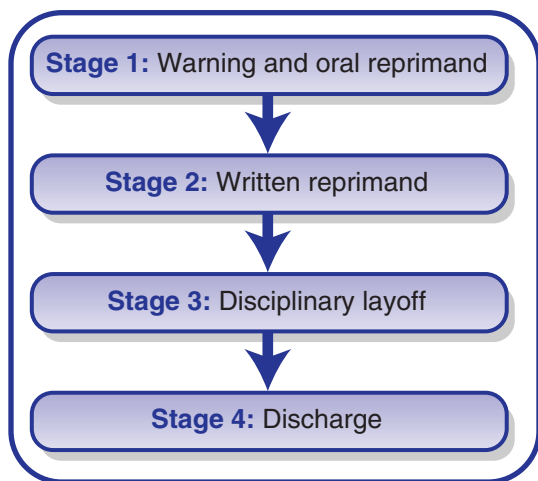 Stage 1: Warning and oral reprimand
Stage 2: Written reprimand
Stage 3: Disciplinary layoff
Stage 4: Discharge